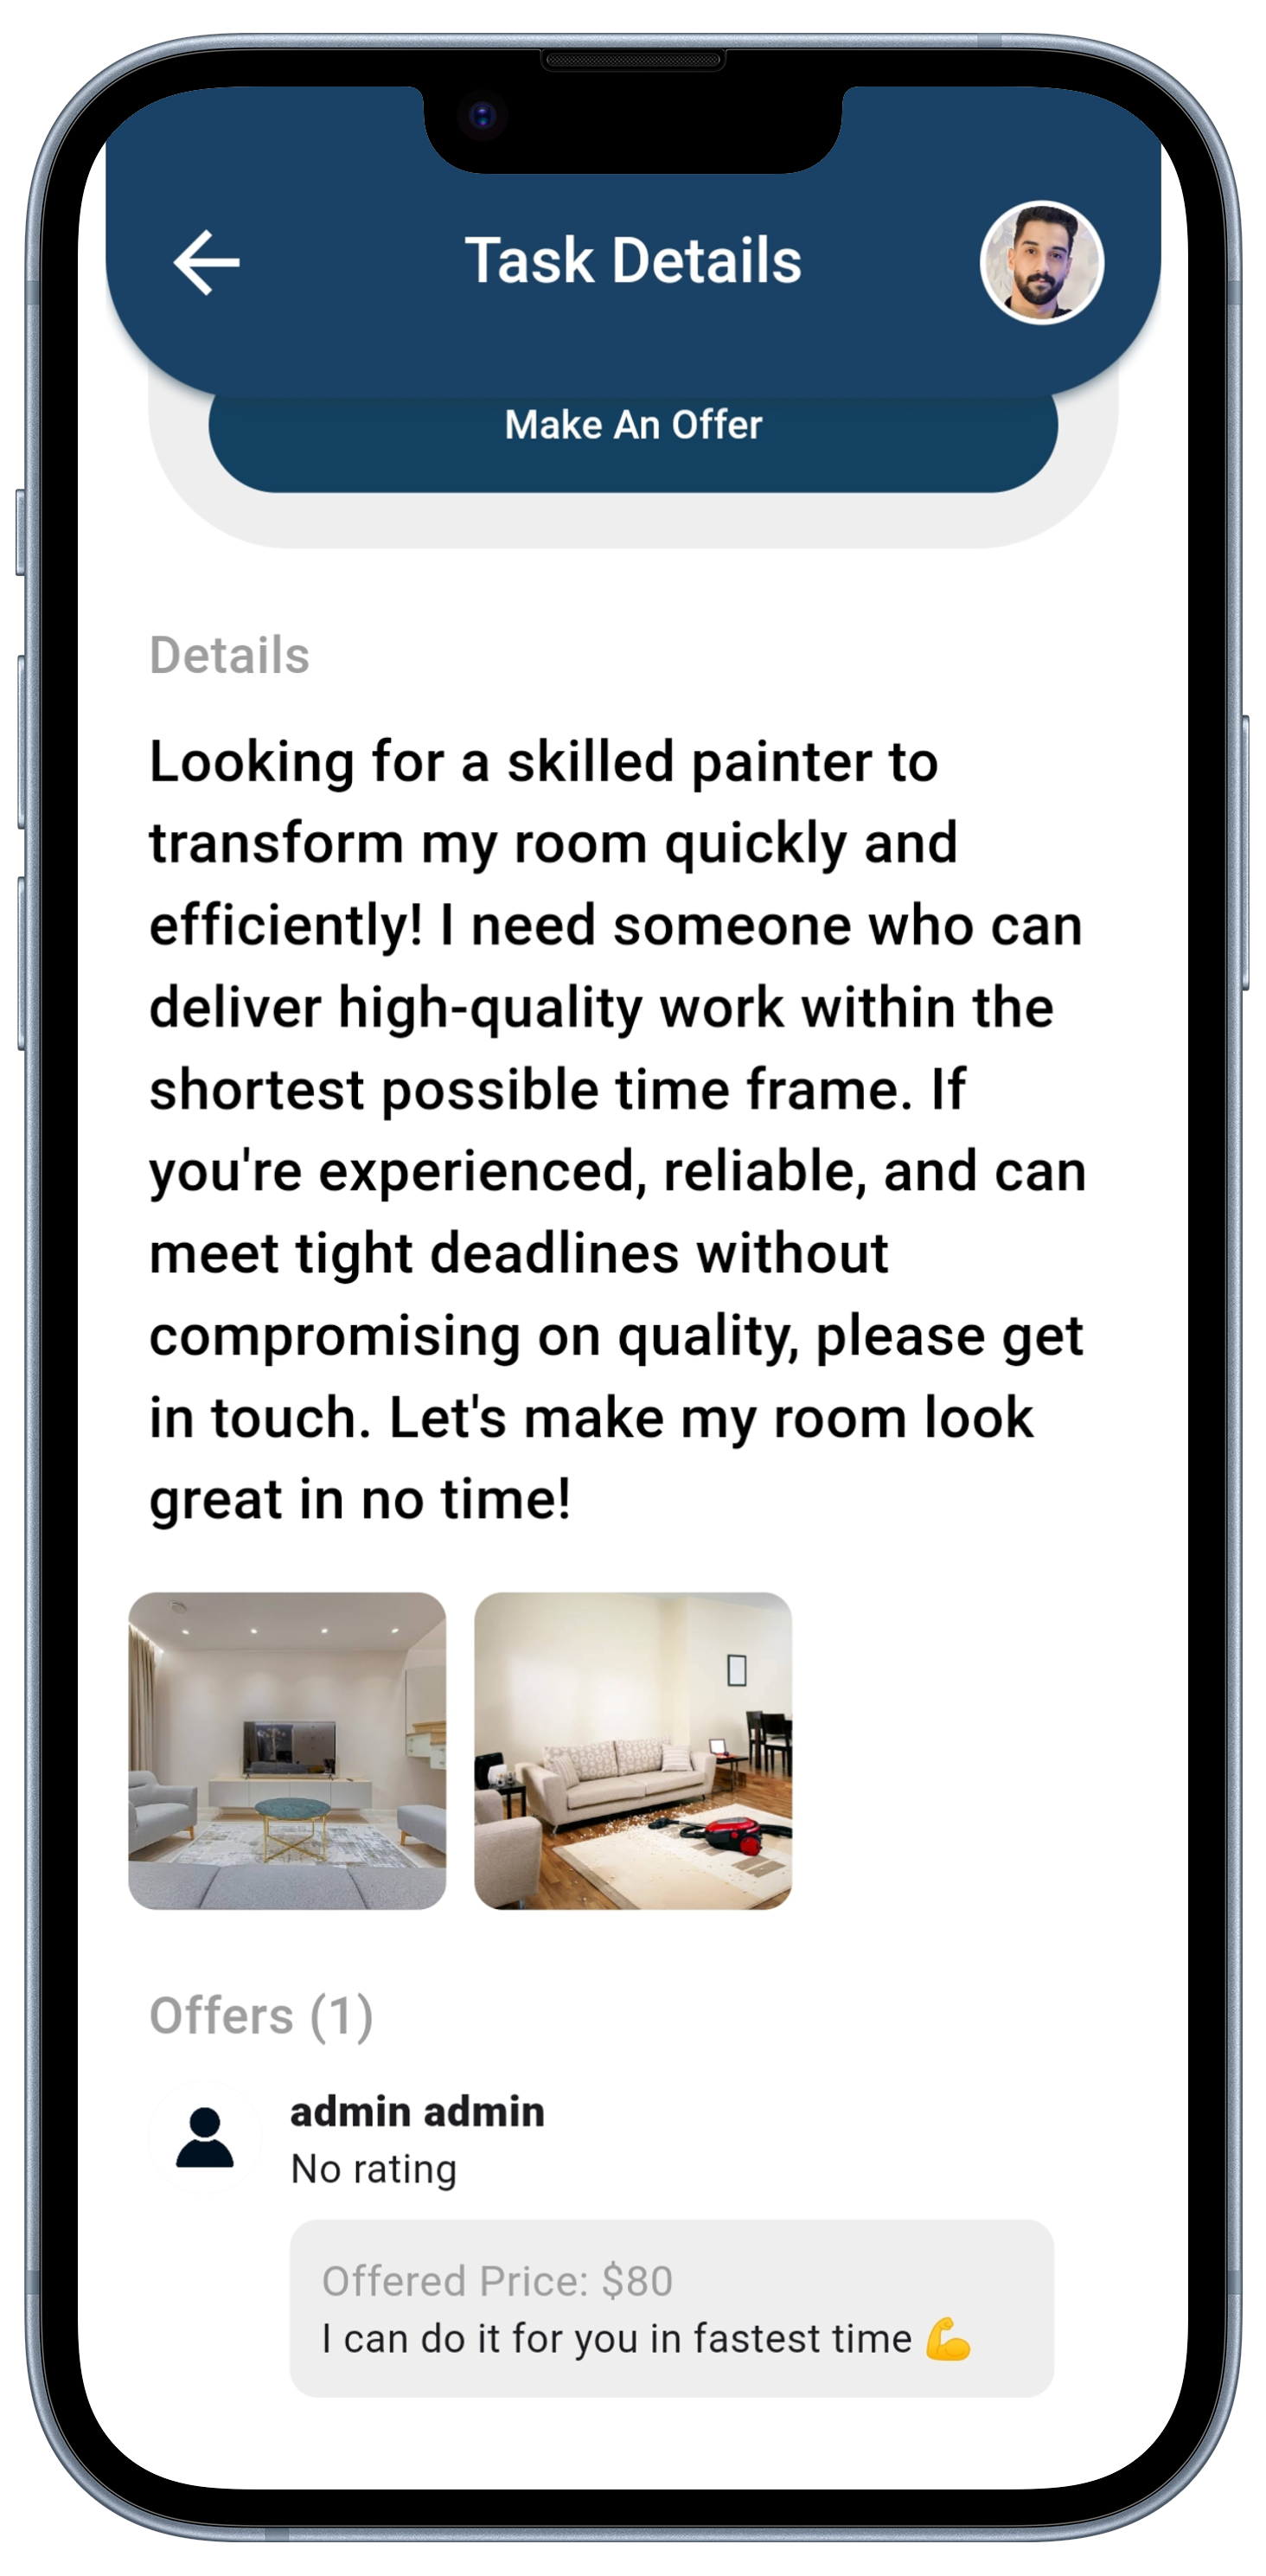 Task Details
Make An Offer
Details
Looking for a skilled painter to
transform my room quickly and
efficiently! I need someone who can
deliver high-quality work within the
shortest possible time frame. If
you're experienced, reliable, and can
meet tight deadlines without
compromising on quality, please get
in touch. Let's make my room look
great in no time!
Offers (1)
admin admin
No rating
Offered Price: $80
I can do it for you in fastest time 💪